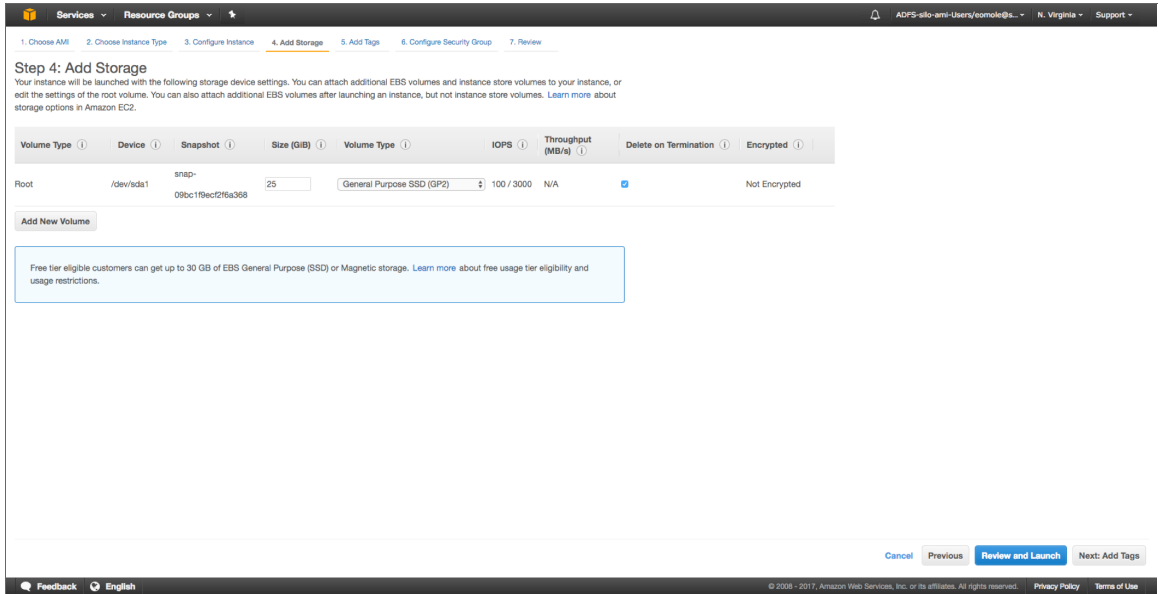 Services Resource Groups ADFS-silo-ami-Users/eomole@s... N. Virginia Support
1. Choose AMI 2. Choose Instance Type 3. Configure Instance 4. Add Storage 5. Add Tags 6. Configure Security Group 7. Review
Step 4: Add Storage
Your instance will be launched with the following storage device settings. You can attach additional EBS volumes and instance store volumes to your instance, or
edit the settings of the root volume. You can also attach additional EBS volumes after launching an instance, but not instance store volumes. Learn more about
storage options in Amazon EC2.
Volume Type Device Snapshot Size (GiB) Volume Type IOPS Throughput (MB/s) Delete on Termination Encrypted
Root /dev/sda1 snap-09bc1f9ecf2f6a368 25 General Purpose SSD (GP2) 100 / 3000 N/A Not Encrypted
Add New Volume
Free tier eligible customers can get up to 30 GB of EBS General Purpose (SSD) or Magnetic storage. Learn more about free usage tier eligibility and
usage restrictions.
Cancel Previous Review and Launch Next: Add Tags
Feedback English © 2008 - 2017, Amazon Web Services, Inc. or its affiliates. All rights reserved. Privacy Policy Terms of Use